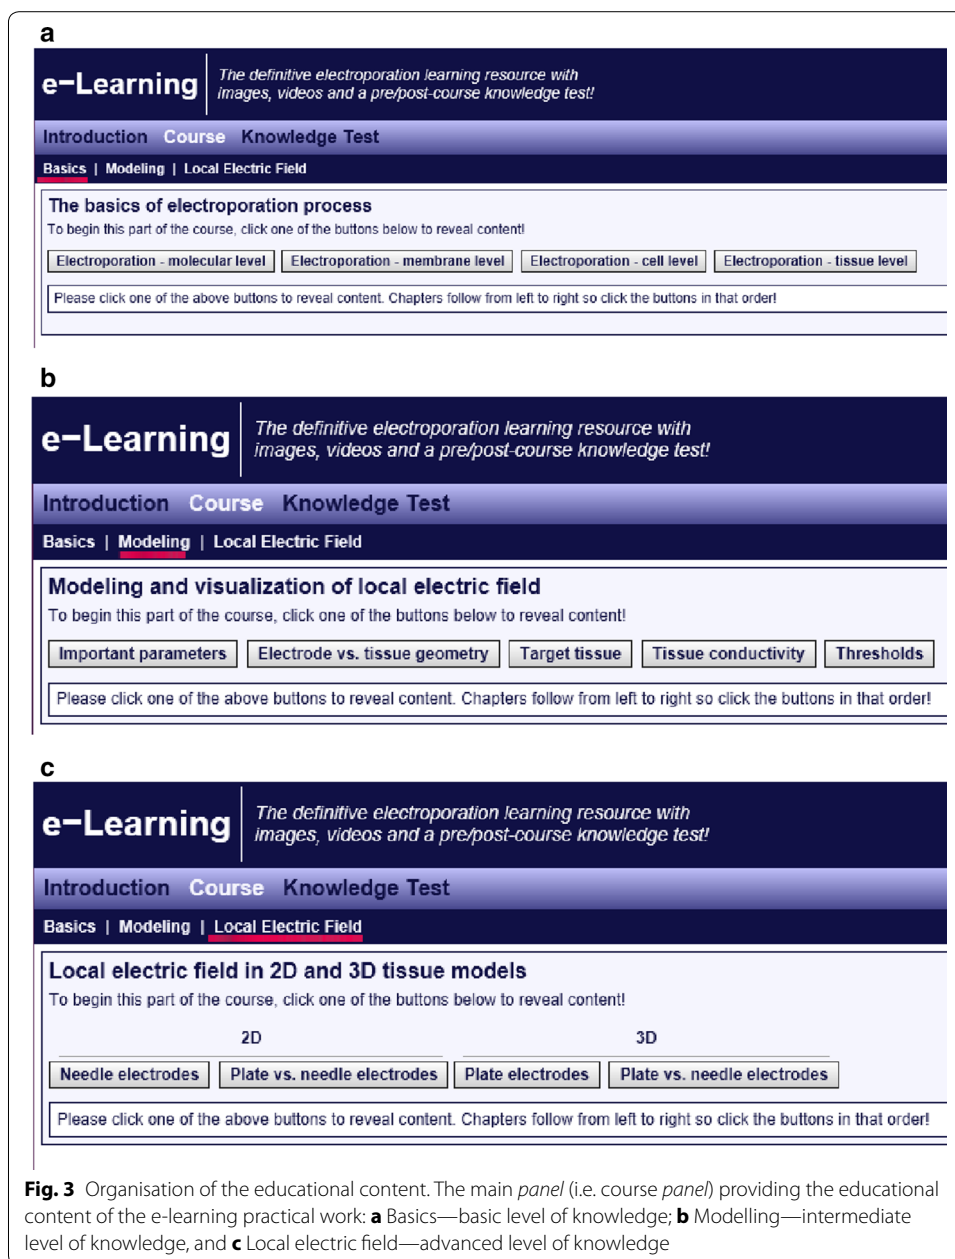 a
e-Learning
The definitive electroporation learning resource with
images, videos and a pre/post-course knowledge test!
Introduction Course Knowledge Test
Basics | Modeling | Local Electric Field
The basics of electroporation process
To begin this part of the course, click one of the buttons below to reveal content!
Electroporation - molecular level Electroporation - membrane level Electroporation - cell level Electroporation - tissue level
Please click one of the above buttons to reveal content. Chapters follow from left to right so click the buttons in that order!
b
e-Learning
The definitive electroporation learning resource with
images, videos and a pre/post-course knowledge test!
Introduction Course Knowledge Test
Basics | Modeling | Local Electric Field
Modeling and visualization of local electric field
To begin this part of the course, click one of the buttons below to reveal content!
Important parameters Electrode vs. tissue geometry Target tissue Tissue conductivity Thresholds
Please click one of the above buttons to reveal content. Chapters follow from left to right so click the buttons in that order!
c
e-Learning
The definitive electroporation learning resource with
images, videos and a pre/post-course knowledge test!
Introduction Course Knowledge Test
Basics | Modeling | Local Electric Field
Local electric field in 2D and 3D tissue models
To begin this part of the course, click one of the buttons below to reveal content!
2D 3D
Needle electrodes Plate vs. needle electrodes Plate electrodes Plate vs. needle electrodes
Please click one of the above buttons to reveal content. Chapters follow from left to right so click the buttons in that order!
Fig. 3 Organisation of the educational content. The main panel (i.e. course panel) providing the educational
content of the e-learning practical work: a Basics—basic level of knowledge; b Modelling—intermediate
level of knowledge, and c Local electric field—advanced level of knowledge